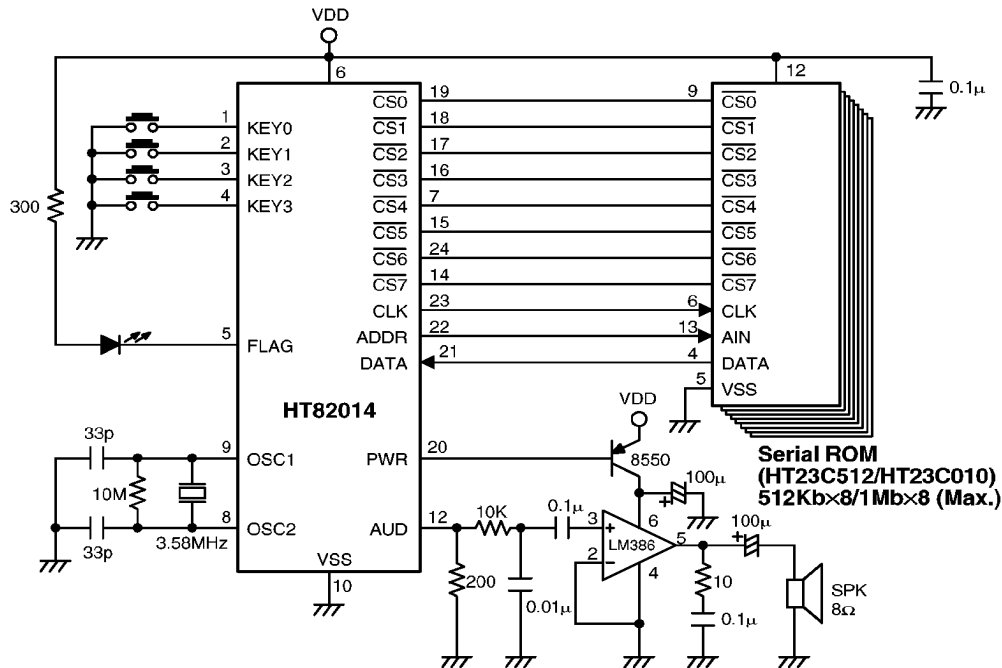 VDD
6
12
0.1μ
300
1
2
3
4
5
9
8
KEY0
KEY1
KEY2
KEY3
FLAG
OSC1
OSC2
HT82014
VSS
10
CS0
CS1
CS2
CS3
CS4
CS5
CS6
CS7
CLK
ADDR
DATA
PWR
AUD
19
18
17
16
7
15
24
14
23
22
21
20
12
9
6
13
4
5
CS0
CS1
CS2
CS3
CS4
CS5
CS6
CS7
CLK
AIN
DATA
VSS
Serial ROM
(HT23C512/HT23C010)
512Kb×8/1Mb×8 (Max.)
33p
10M
33p
3.58MHz
VDD
8550
100μ
+
10K
0.1μ
200
0.01μ
3
+
2
−
LM386
6
5
4
100μ
+
10
0.1μ
SPK
8Ω